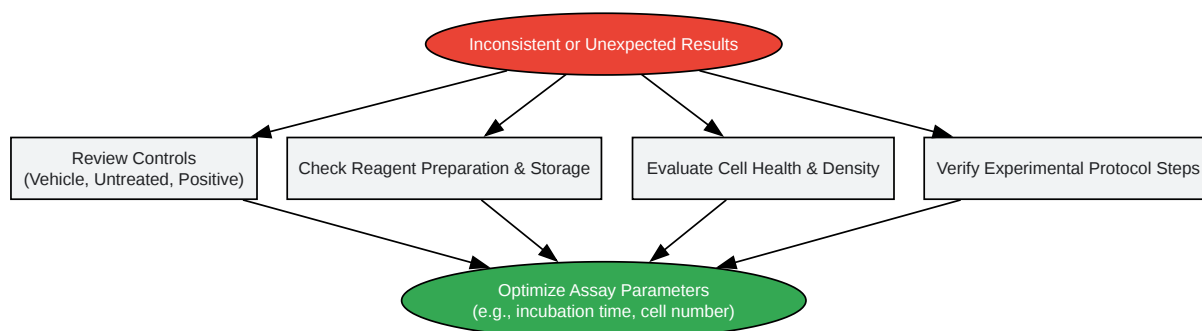 Inconsistent or Unexpected Results
Review Controls
(Vehicle, Untreated, Positive)
Check Reagent Preparation & Storage
Evaluate Cell Health & Density
Verify Experimental Protocol Steps
Optimize Assay Parameters
(e.g., incubation time, cell number)